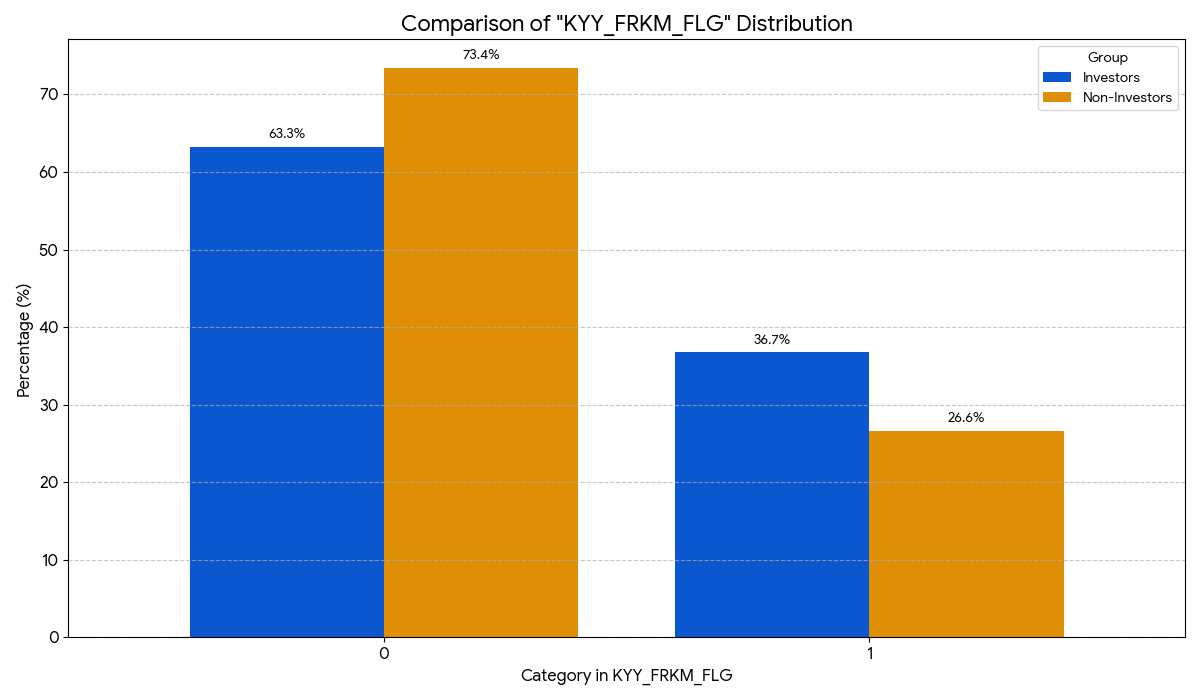 Comparison of "KYY_FRKM_FLG" Distribution
Group
Investors
Non-Investors
73.4%
63.3%
36.7%
26.6%
70
60
50
40
30
20
10
0
Percentage (%)
0
1
Category in KYY_FRKM_FLG